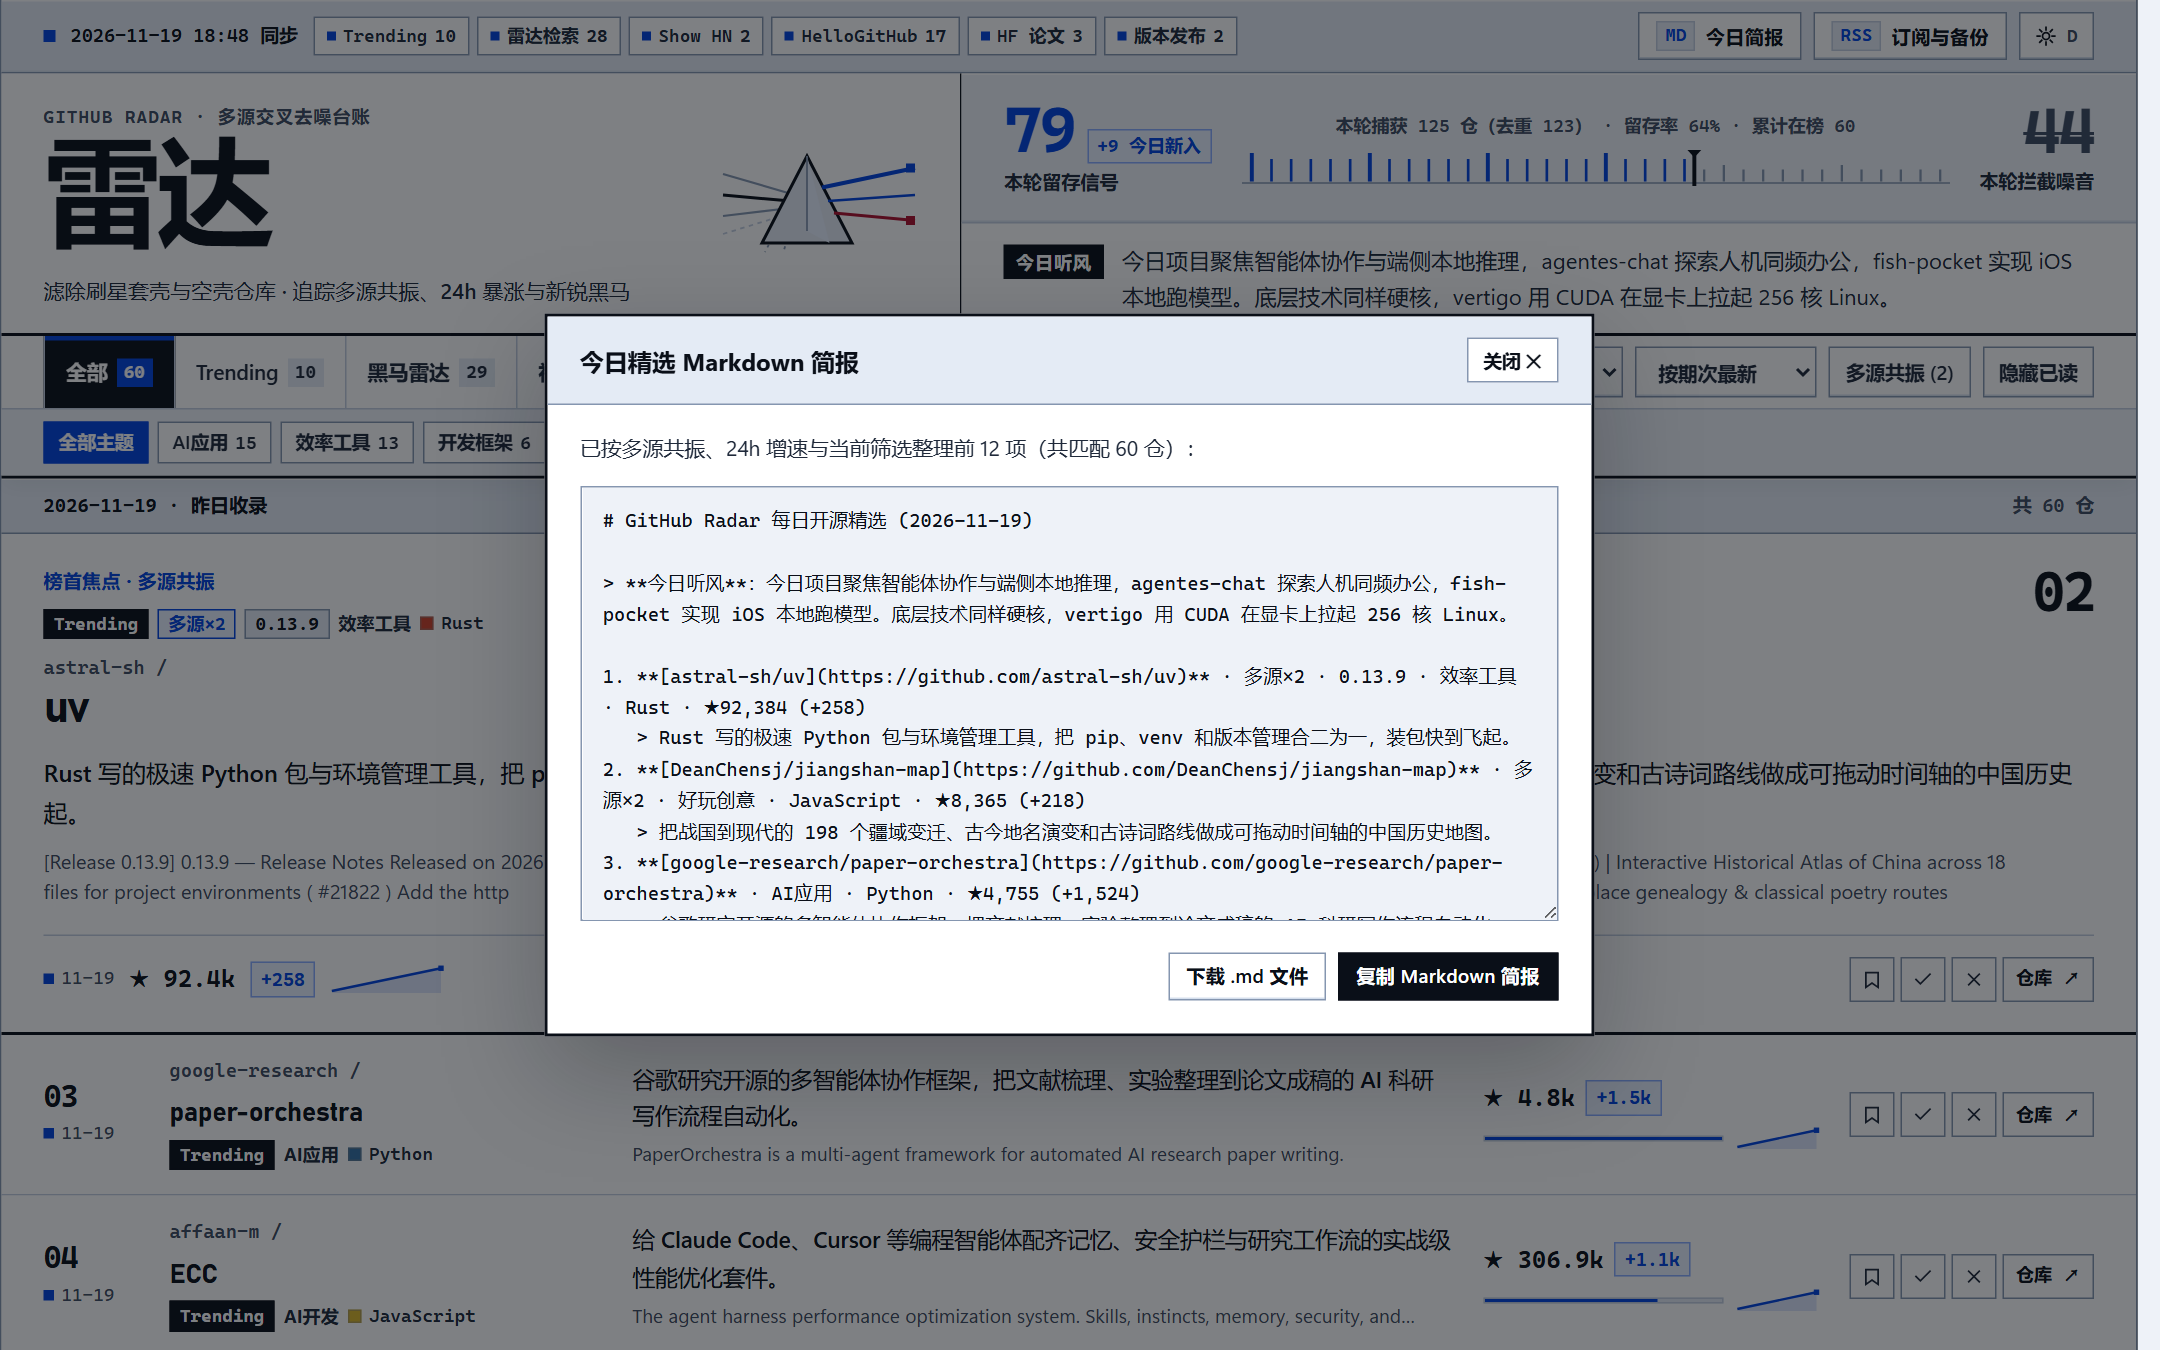 2026-11-19 18:48 同步
Trending 10
雷达检索 28
Show HN 2
HelloGitHub 17
HF 论文 3
版本发布 2
MD 今日简报
RSS 订阅与备份
D
GITHUB RADAR · 多源交叉去噪台账
雷达
滤除刷星套壳与空壳仓库 · 追踪多源共振、24h 暴涨与新锐黑马
79
+9 今日新入
本轮留存信号
本轮捕获 125 仓（去重 123） · 留存率 64% · 累计在榜 60
44
本轮拦截噪音
今日听风
今日项目聚焦智能体协作与端侧本地推理，agentes-chat 探索人机同频办公，fish-pocket 实现 iOS
本地跑模型。底层技术同样硬核，vertigo 用 CUDA 在显卡上拉起 256 核 Linux。
全部 60
Trending 10
黑马雷达 29
按期次最新
多源共振 (2)
隐藏已读
全部主题
AI应用 15
效率工具 13
开发框架 6
2026-11-19 · 昨日收录
共 60 仓
榜首焦点 · 多源共振
Trending 多源×2 0.13.9 效率工具 Rust
astral-sh /
uv
Rust 写的极速 Python 包与环境管理工具，把 p
起。
[Release 0.13.9] 0.13.9 — Release Notes Released on 2026
files for project environments ( #21822 ) Add the http
11-19 ★ 92.4k +258
02
变和古诗词路线做成可拖动时间轴的中国历史
) | Interactive Historical Atlas of China across 18
lace genealogy & classical poetry routes
仓库 ↗
今日精选 Markdown 简报
关闭 ✕
已按多源共振、24h 增速与当前筛选整理前 12 项（共匹配 60 仓）：
# GitHub Radar 每日开源精选 (2026-11-19)
> **今日听风**: 今日项目聚焦智能体协作与端侧本地推理，agentes-chat 探索人机同频办公，fish-
pocket 实现 iOS 本地跑模型。底层技术同样硬核，vertigo 用 CUDA 在显卡上拉起 256 核 Linux。
1. **[astral-sh/uv](https://github.com/astral-sh/uv)** · 多源×2 · 0.13.9 · 效率工具
· Rust · ★92,384 (+258)
> Rust 写的极速 Python 包与环境管理工具，把 pip、venv 和版本管理合二为一，装包快到飞起。
2. **[DeanChensj/jiangshan-map](https://github.com/DeanChensj/jiangshan-map)** · 多
源×2 · 好玩创意 · JavaScript · ★8,365 (+218)
> 把战国到现代的 198 个疆域变迁、古今地名演变和古诗词路线做成可拖动时间轴的中国历史地图。
3. **[google-research/paper-orchestra](https://github.com/google-research/paper-
orchestra)** · AI应用 · Python · ★4,755 (+1,524)
下载 .md 文件
复制 Markdown 简报
03
11-19
google-research /
paper-orchestra
Trending AI应用 Python
谷歌研究开源的多智能体协作框架，把文献梳理、实验整理到论文成稿的 AI 科研
写作流程自动化。
PaperOrchestra is a multi-agent framework for automated AI research paper writing.
★ 4.8k +1.5k
仓库 ↗
04
11-19
affaan-m /
ECC
Trending AI开发 JavaScript
给 Claude Code、Cursor 等编程智能体配齐记忆、安全护栏与研究工作流的实战级
性能优化套件。
The agent harness performance optimization system. Skills, instincts, memory, security, and...
★ 306.9k +1.1k
仓库 ↗